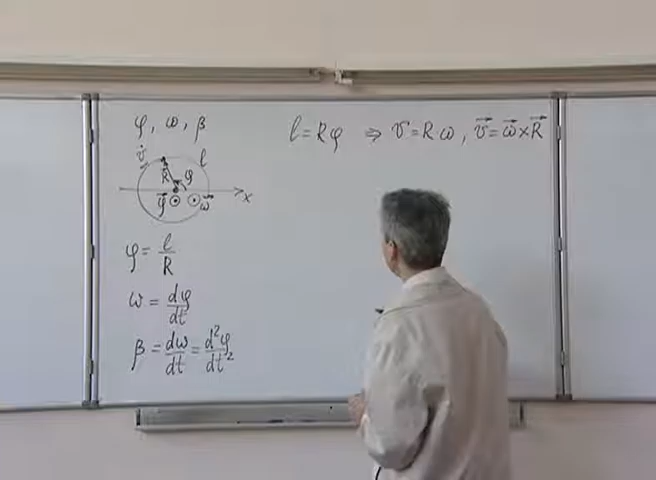 φ, ω, β
l = Rφ ⇒ v = Rω, v⃗ = ω⃗ × R⃗
v⃗ l
R⃗ φ
φ⃗ ⊙ ⊙ ω⃗ x
φ = l/R
ω = dφ/dt
β = dω/dt = d²φ/dt²